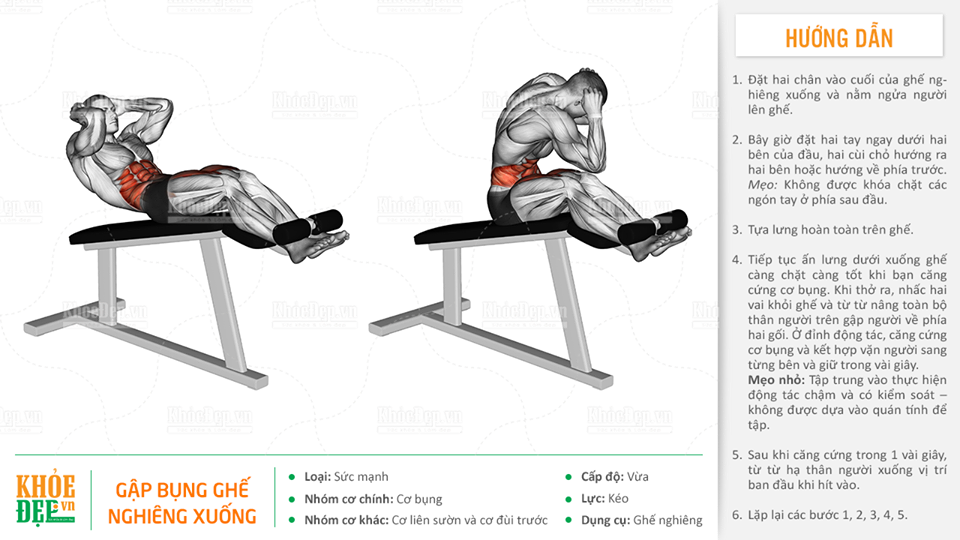 HƯỚNG DẪN
1. Đặt hai chân vào cuối của ghế ng-
hiêng xuống và nằm ngửa người
lên ghế.
2. Bây giờ đặt hai tay ngay dưới hai
bên của đầu, hai cùi chỏ hướng ra
hai bên hoặc hướng về phía trước.
Mẹo: Không được khóa chặt các
ngón tay ở phía sau đầu.
3. Tựa lưng hoàn toàn trên ghế.
4. Tiếp tục ấn lưng dưới xuống ghế
càng chặt càng tốt khi bạn căng
cứng cơ bụng. Khi thở ra, nhấc hai
vai khỏi ghế và từ từ nâng toàn bộ
thân người trên gập người về phía
hai gối. Ở đỉnh động tác, căng cứng
cơ bụng và kết hợp vặn người sang
từng bên và giữ trong vài giây.
Mẹo nhỏ: Tập trung vào thực hiện
động tác chậm và có kiểm soát –
không được dựa vào quán tính để
tập.
5. Sau khi căng cứng trong 1 vài giây,
từ từ hạ thân người xuống vị trí
ban đầu khi hít vào.
6. Lặp lại các bước 1, 2, 3, 4, 5.
KHỎE
ĐẸP.vn
GẬP BỤNG GHẾ
NGHIÊNG XUỐNG
Loại: Sức mạnh
Nhóm cơ chính: Cơ bụng
Nhóm cơ khác: Cơ liên sườn và cơ đùi trước
Cấp độ: Vừa
Lực: Kéo
Dụng cụ: Ghế nghiêng